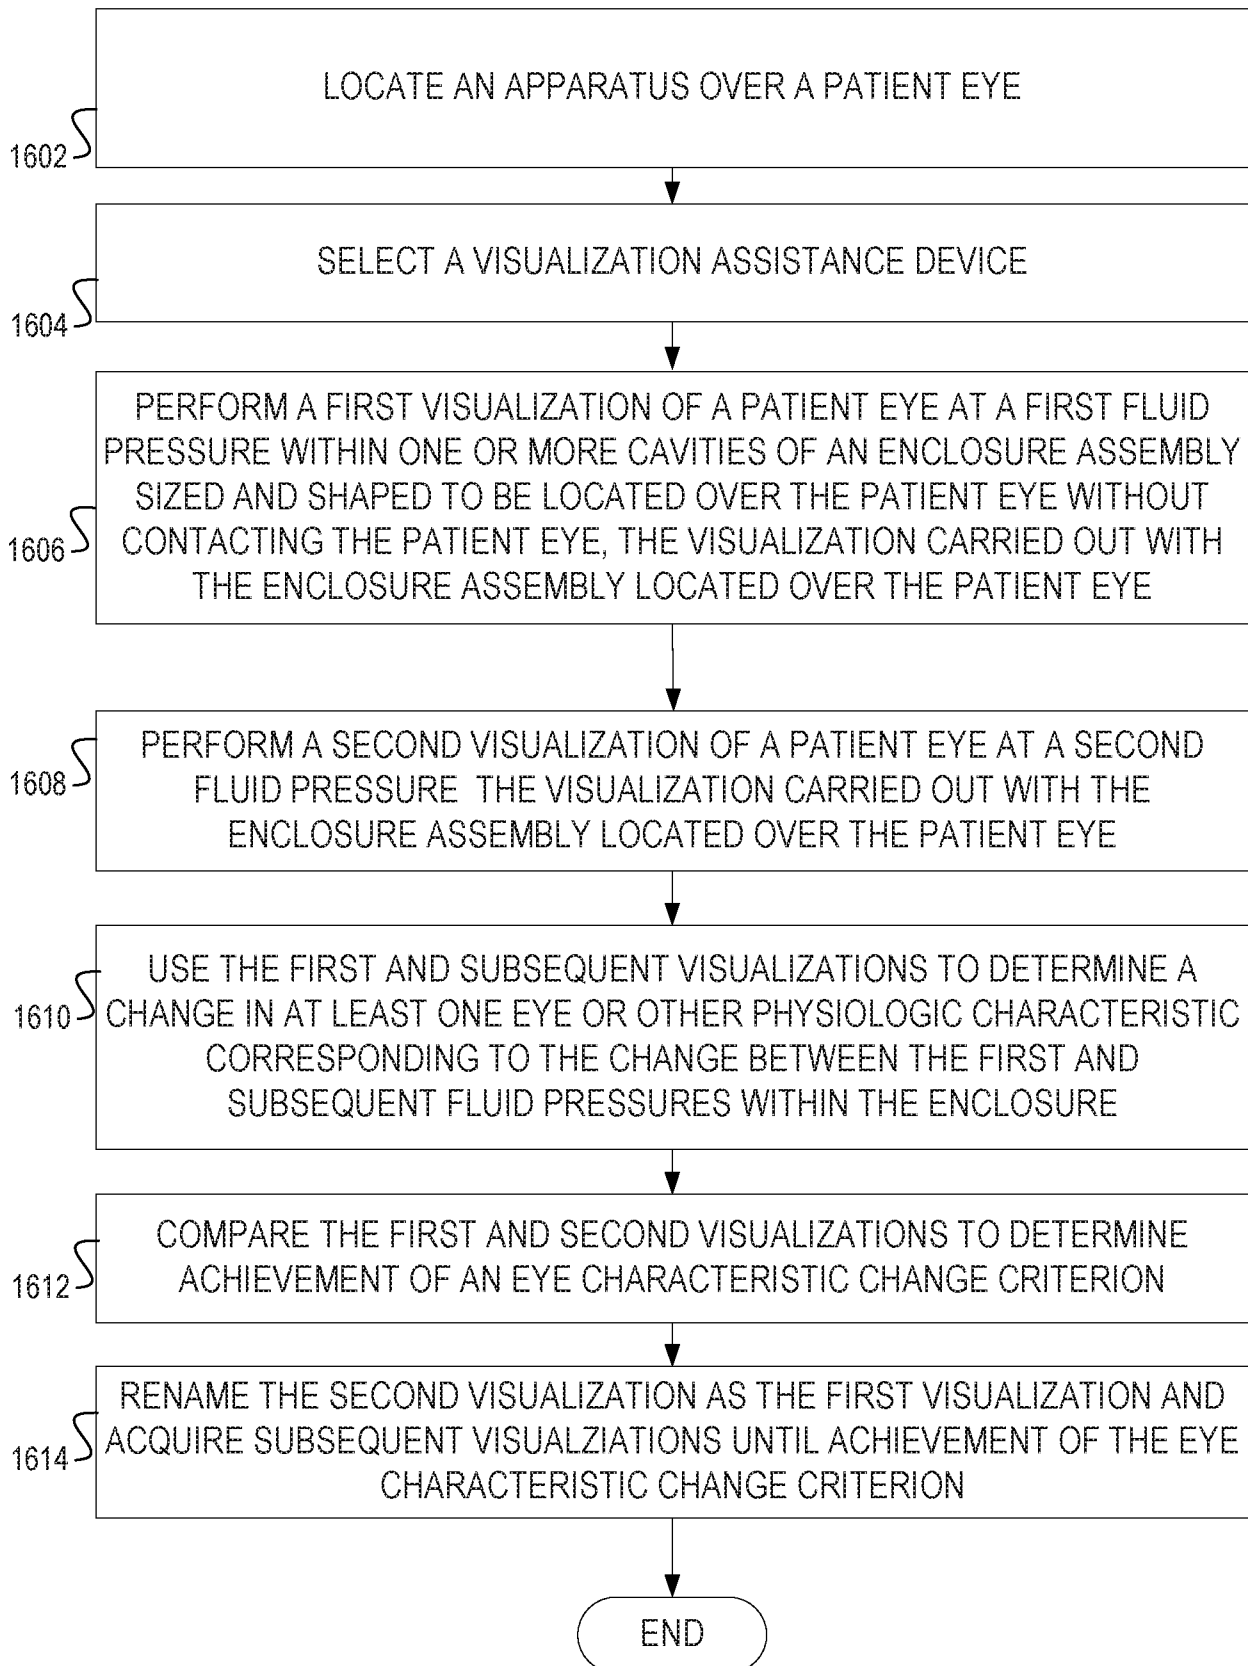 LOCATE AN APPARATUS OVER A PATIENT EYE
1602
SELECT A VISUALIZATION ASSISTANCE DEVICE
1604
PERFORM A FIRST VISUALIZATION OF A PATIENT EYE AT A FIRST FLUID
PRESSURE WITHIN ONE OR MORE CAVITIES OF AN ENCLOSURE ASSEMBLY
SIZED AND SHAPED TO BE LOCATED OVER THE PATIENT EYE WITHOUT
CONTACTING THE PATIENT EYE, THE VISUALIZATION CARRIED OUT WITH
THE ENCLOSURE ASSEMBLY LOCATED OVER THE PATIENT EYE
1606
PERFORM A SECOND VISUALIZATION OF A PATIENT EYE AT A SECOND
FLUID PRESSURE THE VISUALIZATION CARRIED OUT WITH THE
ENCLOSURE ASSEMBLY LOCATED OVER THE PATIENT EYE
1608
USE THE FIRST AND SUBSEQUENT VISUALIZATIONS TO DETERMINE A
CHANGE IN AT LEAST ONE EYE OR OTHER PHYSIOLOGIC CHARACTERISTIC
CORRESPONDING TO THE CHANGE BETWEEN THE FIRST AND
SUBSEQUENT FLUID PRESSURES WITHIN THE ENCLOSURE
1610
COMPARE THE FIRST AND SECOND VISUALIZATIONS TO DETERMINE
ACHIEVEMENT OF AN EYE CHARACTERISTIC CHANGE CRITERION
1612
RENAME THE SECOND VISUALIZATION AS THE FIRST VISUALIZATION AND
ACQUIRE SUBSEQUENT VISUALZIATIONS UNTIL ACHIEVEMENT OF THE EYE
CHARACTERISTIC CHANGE CRITERION
1614
END